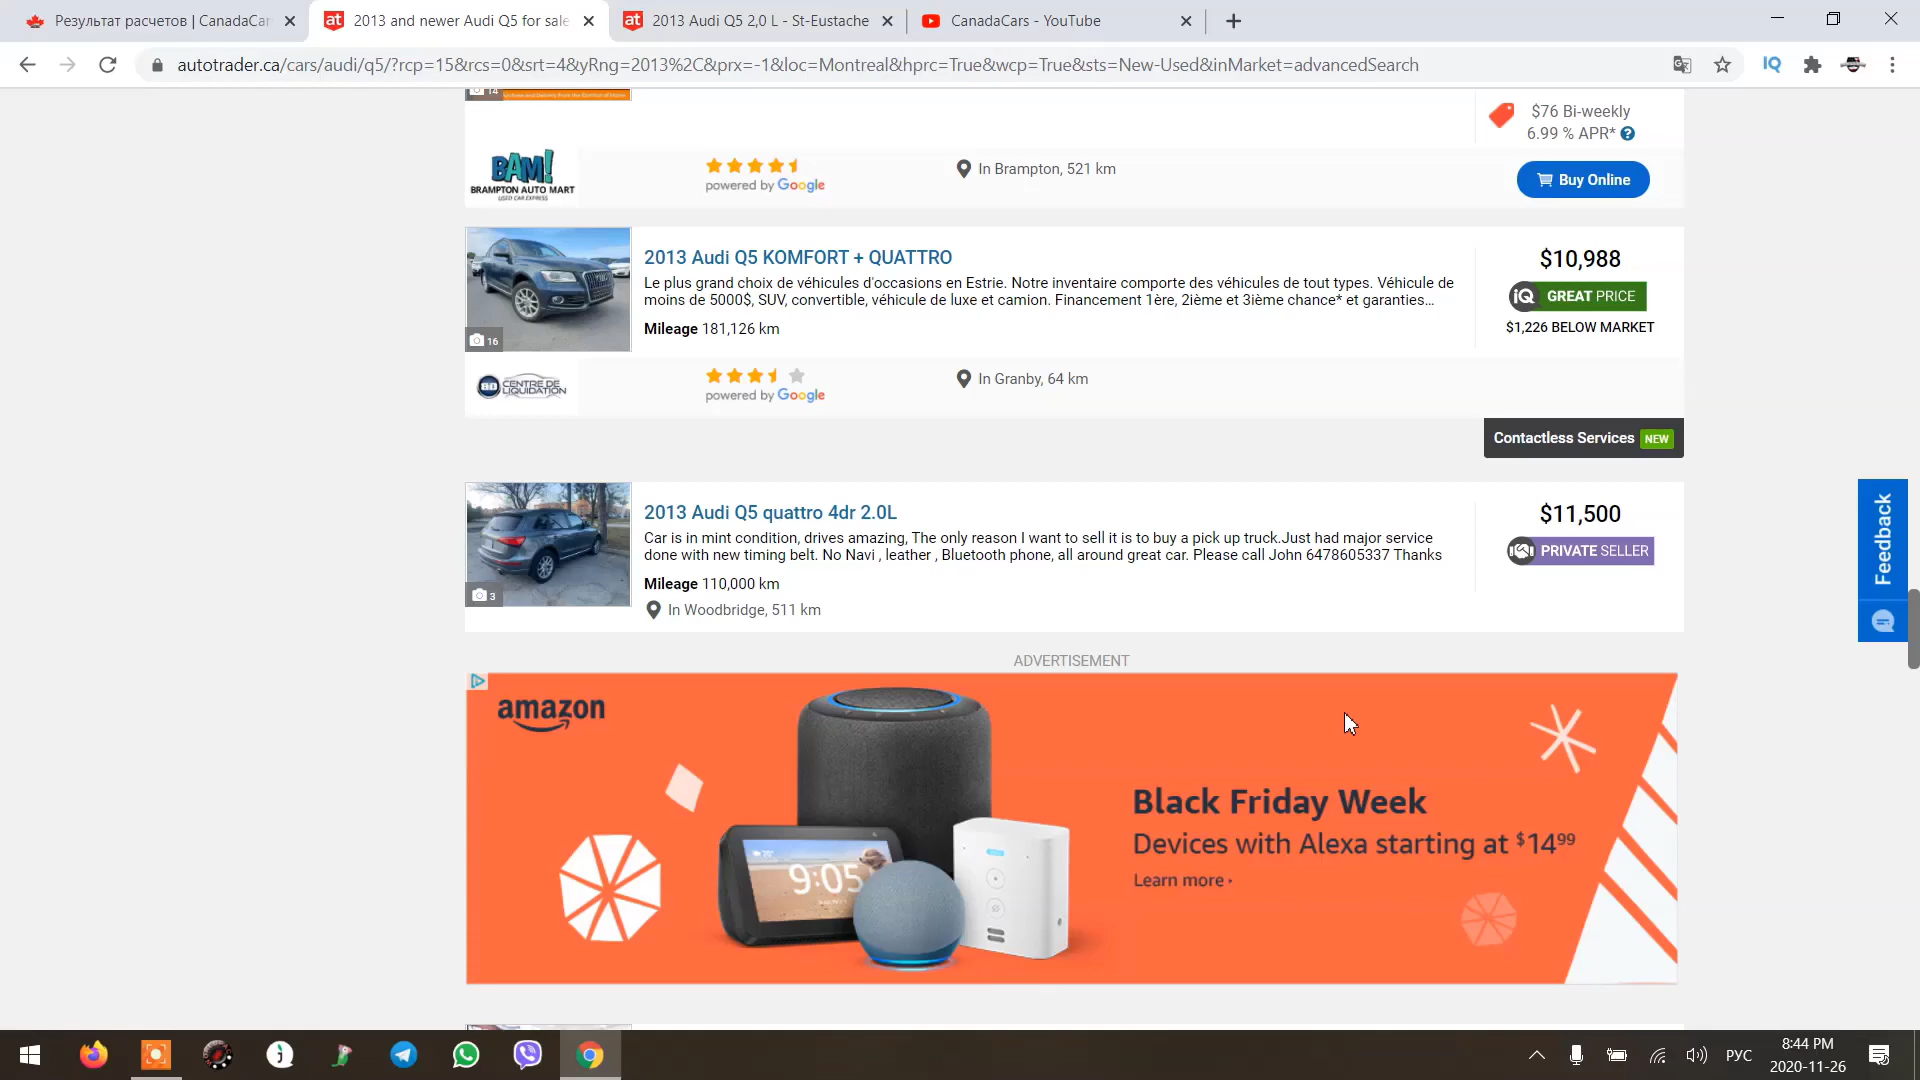 Результат расчетов | CanadaCar
2013 and newer Audi Q5 for sale
2013 Audi Q5 2,0 L - St-Eustache
CanadaCars - YouTube
autotrader.ca/cars/audi/q5/?rcp=15&rcs=0&srt=4&yRng=2013%2C&prx=-1&loc=Montreal&hprc=True&wcp=True&sts=New-Used&inMarket=advancedSearch
IQ
14
$76 Bi-weekly
6.99 % APR*
BAM!
BRAMPTON AUTO MART
USED CAR EXPRESS
powered by Google
In Brampton, 521 km
Buy Online
2013 Audi Q5 KOMFORT + QUATTRO
Le plus grand choix de véhicules d'occasions en Estrie. Notre inventaire comporte des véhicules de tout types. Véhicule de
moins de 5000$, SUV, convertible, véhicule de luxe et camion. Financement 1ère, 2ième et 3ième chance* et garanties...
Mileage 181,126 km
16
$10,988
iQ GREAT PRICE
$1,226 BELOW MARKET
CENTRE DE
LIQUIDATION
powered by Google
In Granby, 64 km
Contactless Services NEW
2013 Audi Q5 quattro 4dr 2.0L
Car is in mint condition, drives amazing, The only reason I want to sell it is to buy a pick up truck.Just had major service
done with new timing belt. No Navi , leather , Bluetooth phone, all around great car. Please call John 6478605337 Thanks
Mileage 110,000 km
3
In Woodbridge, 511 km
$11,500
PRIVATE SELLER
Feedback
ADVERTISEMENT
amazon
9:05
Black Friday Week
Devices with Alexa starting at $14 99
Learn more
РУС
8:44 PM
2020-11-26